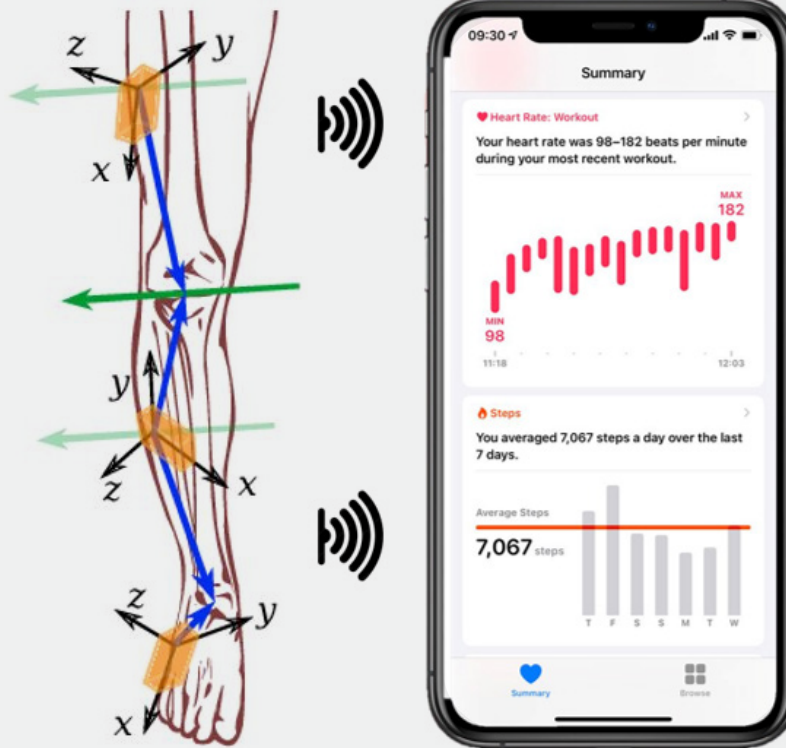 z
y
x
y
z
x
z
y
x
09:30
Summary
Heart Rate: Workout
Your heart rate was 98–182 beats per minute
during your most recent workout.
MAX
182
MIN
98
11:18
12:03
Steps
You averaged 7,067 steps a day over the last
7 days.
Average Steps
7,067 steps
T F S S M T W
Summary
Browse